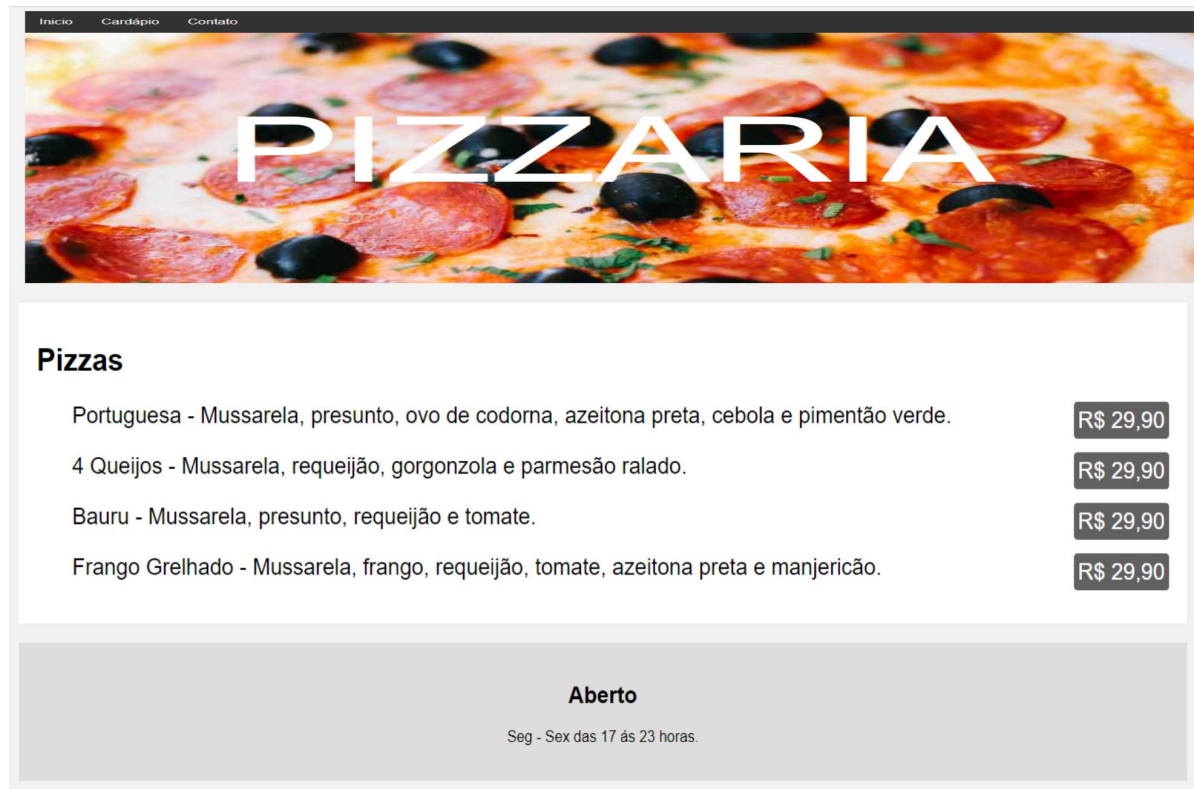 Inicio Cardápio Contato
PIZZARIA
Pizzas
Portuguesa - Mussarela, presunto, ovo de codorna, azeitona preta, cebola e pimentão verde. R$ 29,90
4 Queijos - Mussarela, requeijão, gorgonzola e parmesão ralado. R$ 29,90
Bauru - Mussarela, presunto, requeijão e tomate. R$ 29,90
Frango Grelhado - Mussarela, frango, requeijão, tomate, azeitona preta e manjericão. R$ 29,90
Aberto
Seg - Sex das 17 ás 23 horas.